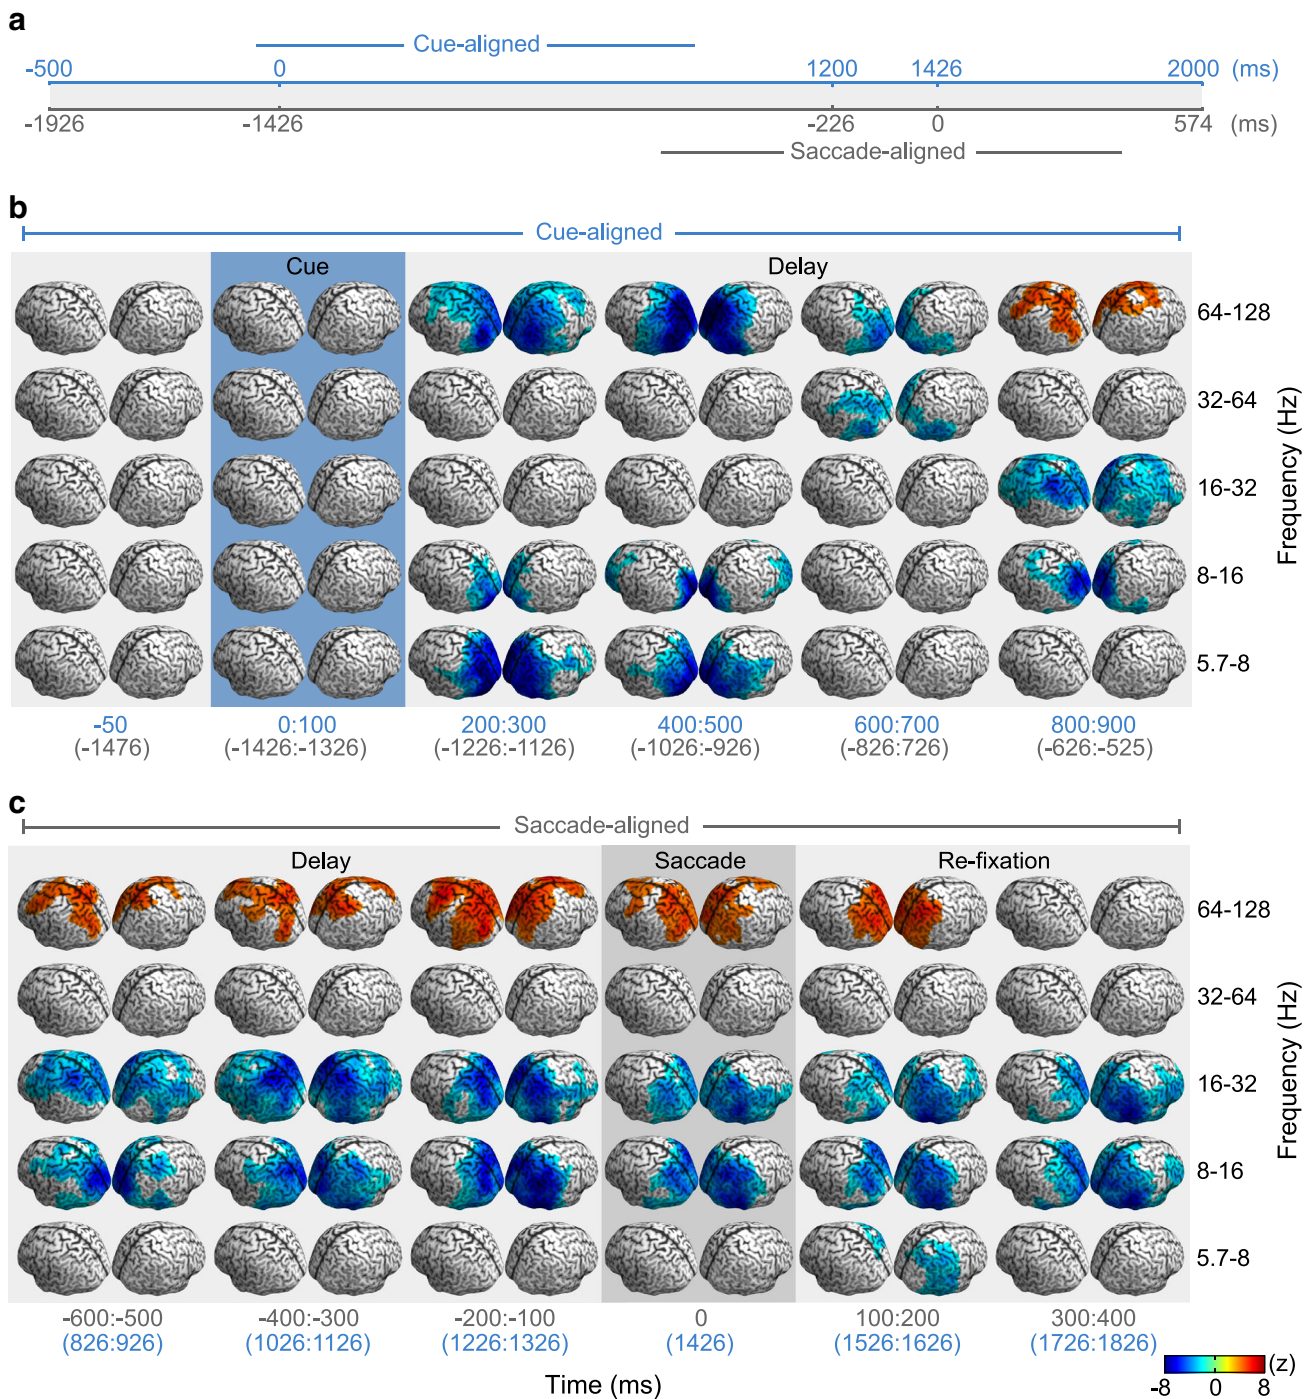 a
Cue-aligned
-500 0 1200 1426 2000 (ms)
-1926 -1426 -226 0 574 (ms)
Saccade-aligned
b
Cue-aligned
Cue Delay
64-128
32-64
16-32
8-16
5.7-8
Frequency (Hz)
-50 0:100 200:300 400:500 600:700 800:900
(-1476) (-1426:-1326) (-1226:-1126) (-1026:-926) (-826:726) (-626:-525)
c
Saccade-aligned
Delay Saccade Re-fixation
64-128
32-64
16-32
8-16
5.7-8
Frequency (Hz)
-600:-500 -400:-300 -200:-100 0 100:200 300:400
(826:926) (1026:1126) (1226:1326) (1426) (1526:1626) (1726:1826)
Time (ms)
(z)
-8 0 8